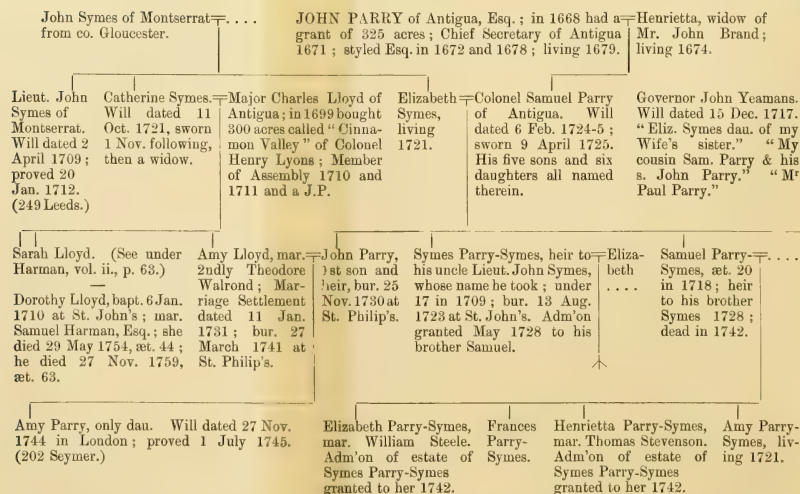 John Symes of Montserrat=. . . .
from co. Gloucester.
JOHN PARRY of Antigua, Esq.; in 1668 had a=Henrietta, widow of
grant of 325 acres; Chief Secretary of Antigua Mr. John Brand;
1671; styled Esq. in 1672 and 1678; living 1679. living 1674.
Lieut. John
Symes of
Montserrat.
Will dated 2
April 1709;
proved 20
Jan. 1712.
(249 Leeds.)
Catherine Symes.=
Will dated 11
Oct. 1721, sworn
1 Nov. following,
then a widow.
Major Charles Lloyd of
Antigua; in 1699 bought
300 acres called "Cinna-
mon Valley" of Colonel
Henry Lyons; Member
of Assembly 1710 and
1711 and a J.P.
Elizabeth=
Symes,
living
1721.
Colonel Samuel Parry
of Antigua. Will
dated 6 Feb. 1724-5;
sworn 9 April 1725.
His five sons and six
daughters all named
therein.
Governor John Yeamans.
Will dated 15 Dec. 1717.
"Eliz. Symes dau. of my
Wife's sister." "My
cousin Sam. Parry & his
s. John Parry." "Mr
Paul Parry."
Sarah Lloyd. (See under
Harman, vol. ii., p. 63.)
—
Dorothy Lloyd, bapt. 6 Jan.
1710 at St. John's; mar.
Samuel Harman, Esq.; she
died 29 May 1754, æt. 44;
he died 27 Nov. 1759,
æt. 63.
Amy Lloyd, mar.=
2ndly Theodore
Walrond; Mar-
riage Settlement
dated 11 Jan.
1731; bur. 27
March 1741 at
St. Philip's.
John Parry,
1st son and
heir, bur. 25
Nov. 1730 at
St. Philip's.
Symes Parry-Symes, heir to=
his uncle Lieut. John Symes,
whose name he took; under
17 in 1709; bur. 13 Aug.
1723 at St. John's. Adm'on
granted May 1728 to his
brother Samuel.
Eliza-
beth
. . . .
Samuel Parry-=. . . .
Symes, æt. 20
in 1718; heir
to his brother
Symes 1728;
dead in 1742.
Amy Parry, only dau. Will dated 27 Nov.
1744 in London; proved 1 July 1745.
(202 Seymer.)
Elizabeth Parry-Symes,
mar. William Steele.
Adm'on of estate of
Symes Parry-Symes
granted to her 1742.
Frances
Parry-
Symes.
Henrietta Parry-Symes,
mar. Thomas Stevenson.
Adm'on of estate of
Symes Parry-Symes
granted to her 1742.
Amy Parry-
Symes, liv-
ing 1721.